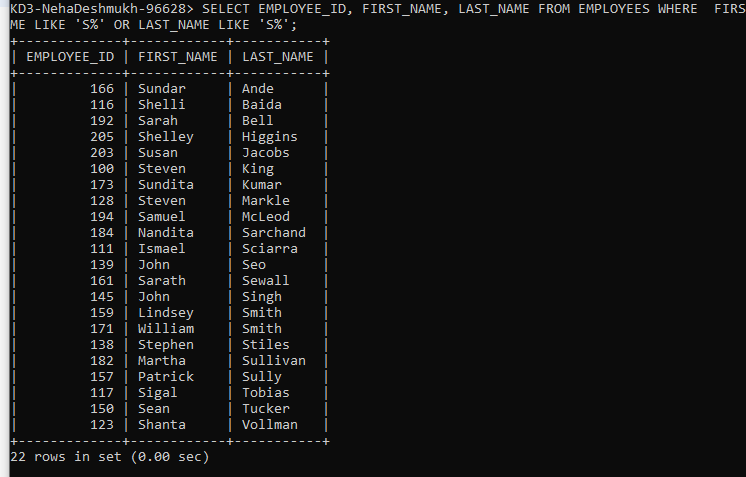 KD3-NehaDeshmukh-96628> SELECT EMPLOYEE_ID, FIRST_NAME, LAST_NAME FROM EMPLOYEES WHERE  FIRS
ME LIKE 'S%' OR LAST_NAME LIKE 'S%';
+-------------+------------+-----------+
| EMPLOYEE_ID | FIRST_NAME | LAST_NAME |
+-------------+------------+-----------+
|         166 | Sundar     | Ande      |
|         116 | Shelli     | Baida     |
|         192 | Sarah      | Bell      |
|         205 | Shelley    | Higgins   |
|         203 | Susan      | Jacobs    |
|         100 | Steven     | King      |
|         173 | Sundita    | Kumar     |
|         128 | Steven     | Markle    |
|         194 | Samuel     | McLeod    |
|         184 | Nandita    | Sarchand  |
|         111 | Ismael     | Sciarra   |
|         139 | John       | Seo       |
|         161 | Sarath     | Sewall    |
|         145 | John       | Singh     |
|         159 | Lindsey    | Smith     |
|         171 | William    | Smith     |
|         138 | Stephen    | Stiles    |
|         182 | Martha     | Sullivan  |
|         157 | Patrick    | Sully     |
|         117 | Sigal      | Tobias    |
|         150 | Sean       | Tucker    |
|         123 | Shanta     | Vollman   |
+-------------+------------+-----------+
22 rows in set (0.00 sec)